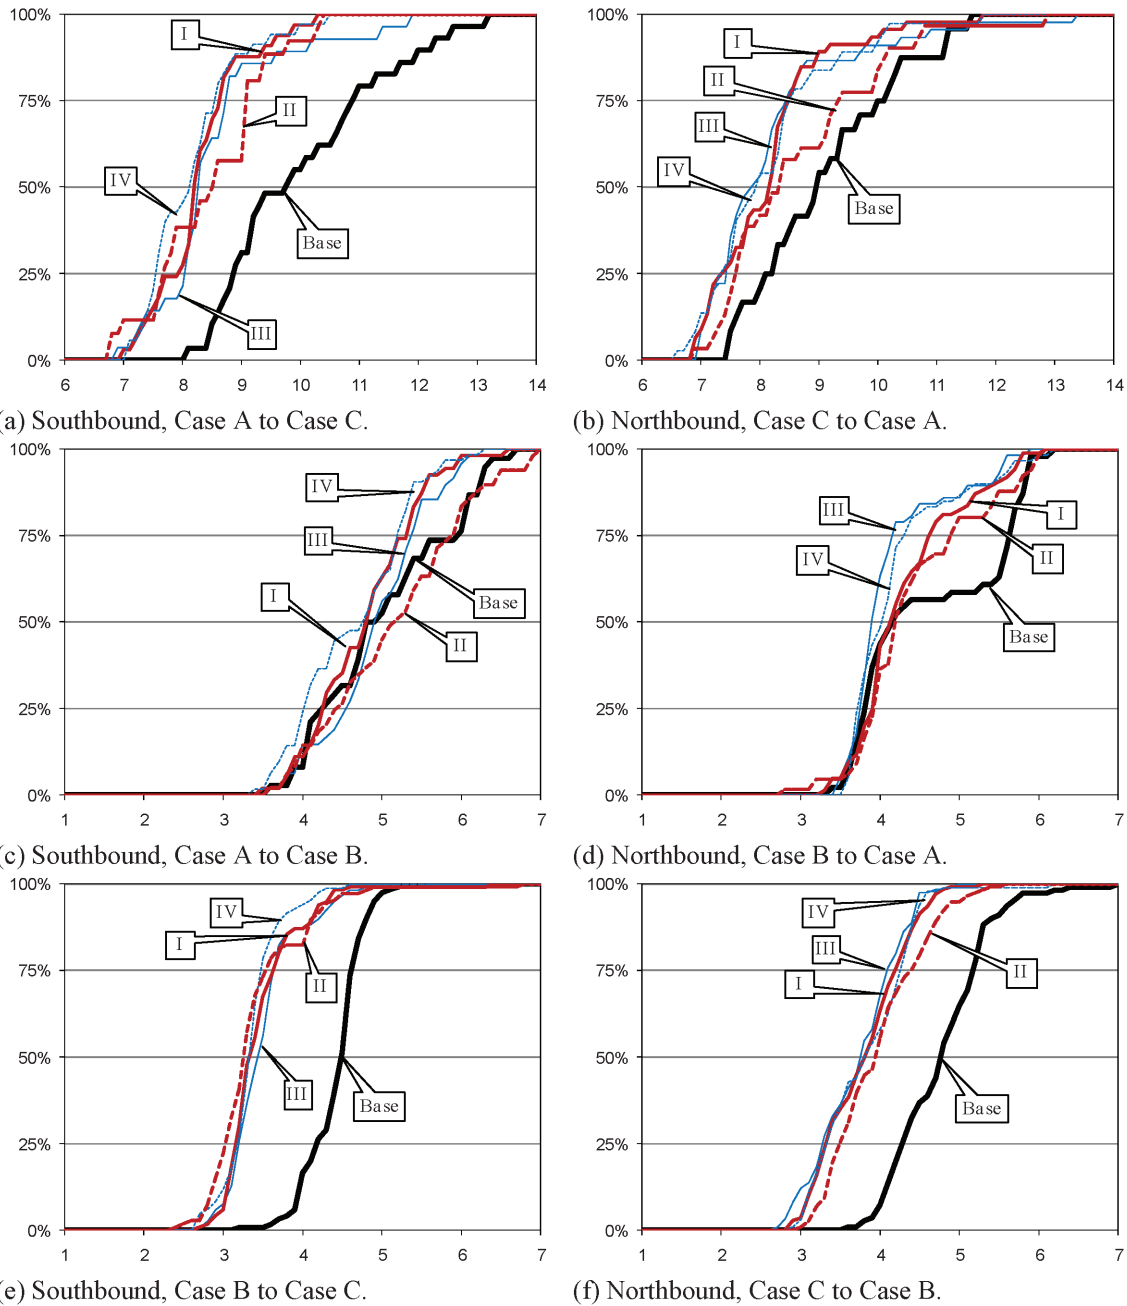 100%
75%
50%
25%
0%
6 7 8 9 10 11 12 13 14
I
II
IV
Base
III
(a) Southbound, Case A to Case C.
100%
75%
50%
25%
0%
6 7 8 9 10 11 12 13 14
I
II
III
IV
Base
(b) Northbound, Case C to Case A.
100%
75%
50%
25%
0%
1 2 3 4 5 6 7
IV
III
I
Base
II
(c) Southbound, Case A to Case B.
100%
75%
50%
25%
0%
1 2 3 4 5 6 7
III
I
IV
II
Base
(d) Northbound, Case B to Case A.
100%
75%
50%
25%
0%
1 2 3 4 5 6 7
IV
I
II
III
Base
(e) Southbound, Case B to Case C.
100%
75%
50%
25%
0%
1 2 3 4 5 6 7
IV
III
I
II
Base
(f) Northbound, Case C to Case B.